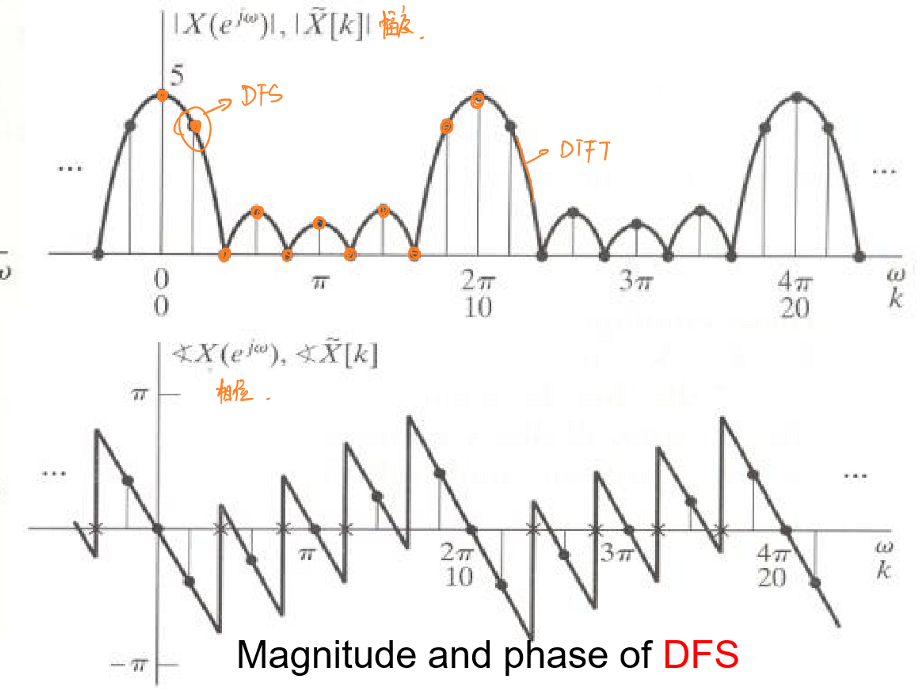 |X(e^{jω})|, |X̃[k]| 幅度.
5
DFS
DTFT
...
...
ω
0 π 2π 3π 4π ω
0 10 20 k
∢X(e^{jω}), ∢X̃[k]
相位.
π
...
...
π 2π 3π 4π ω
10 20 k
-π
Magnitude and phase of DFS